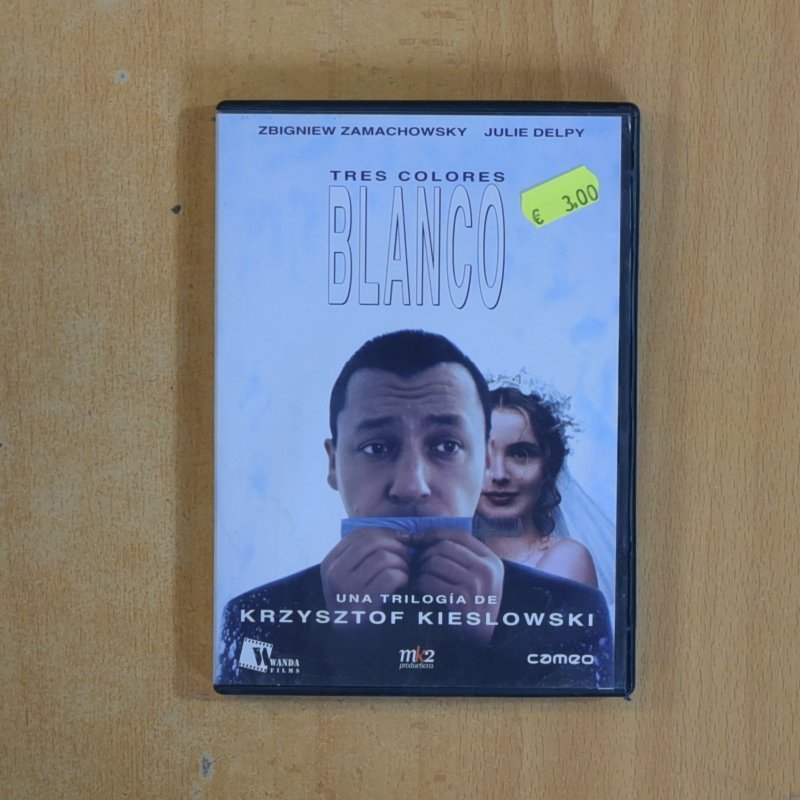 ZBIGNIEW ZAMACHOWSKY JULIE DELPY
TRES COLORES
BLANCO
€ 3,00
UNA TRILOGÍA DE
KRZYSZTOF KIESLOWSKI
WANDA
FILMS
mk2
productions
cameo